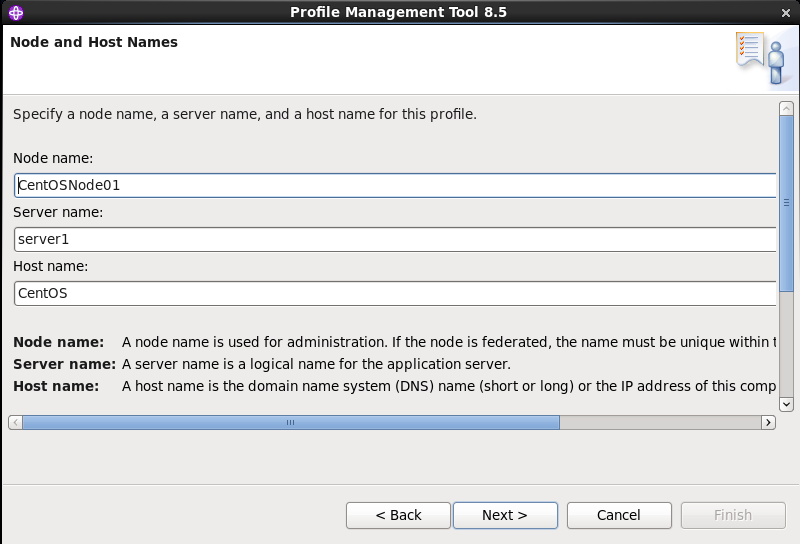 Profile Management Tool 8.5
Node and Host Names
Specify a node name, a server name, and a host name for this profile.
Node name:
CentOSNode01
Server name:
server1
Host name:
CentOS
Node name: A node name is used for administration. If the node is federated, the name must be unique within t
Server name: A server name is a logical name for the application server.
Host name: A host name is the domain name system (DNS) name (short or long) or the IP address of this comp
< Back Next > Cancel Finish